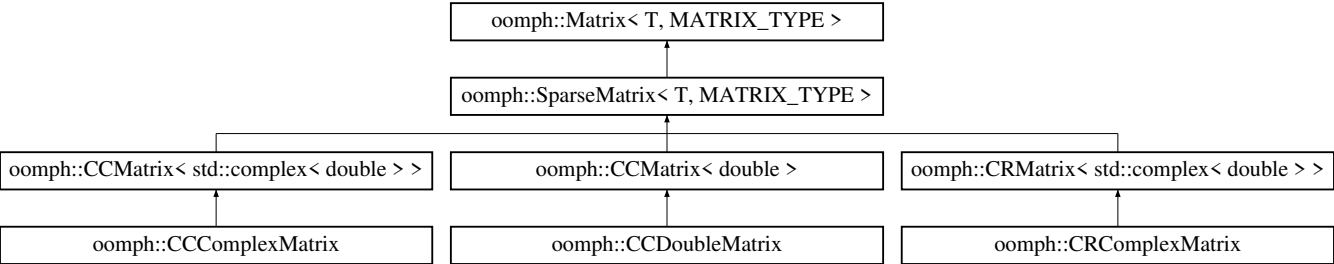 oomph::Matrix< T, MATRIX_TYPE >
oomph::SparseMatrix< T, MATRIX_TYPE >
oomph::CCMatrix< std::complex< double > >
oomph::CCMatrix< double >
oomph::CRMatrix< std::complex< double > >
oomph::CCComplexMatrix
oomph::CCDoubleMatrix
oomph::CRComplexMatrix